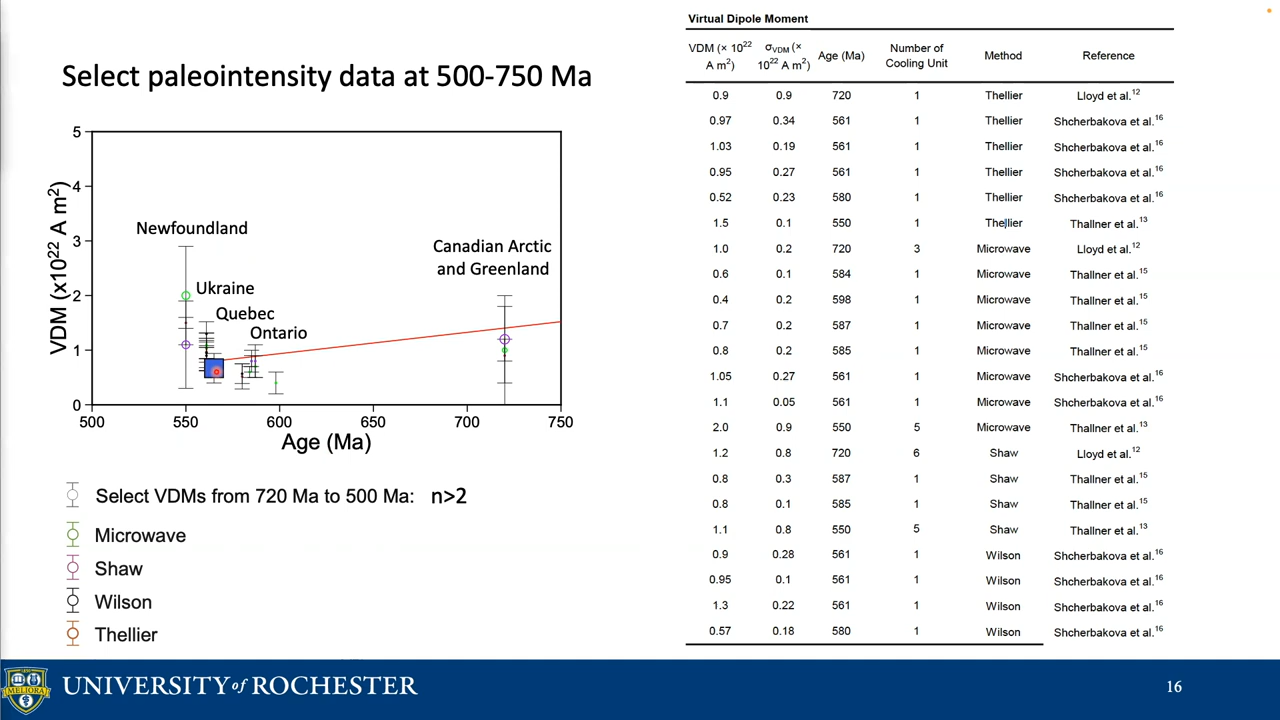 Select paleointensity data at 500-750 Ma
VDM (x10²² A m²)
5
4
3
2
1
0
Newfoundland
Ukraine
Quebec
Ontario
Canadian Arctic
and Greenland
500
550
600
650
700
750
Age (Ma)
Select VDMs from 720 Ma to 500 Ma: n>2
Microwave
Shaw
Wilson
Thellier
Virtual Dipole Moment
VDM (× 10²² A m²) σVDM (× 10²² A m²) Age (Ma) Number of Cooling Unit Method Reference
0.9 0.9 720 1 Thellier Lloyd et al.¹²
0.97 0.34 561 1 Thellier Shcherbakova et al.¹⁶
1.03 0.19 561 1 Thellier Shcherbakova et al.¹⁶
0.95 0.27 561 1 Thellier Shcherbakova et al.¹⁶
0.52 0.23 580 1 Thellier Shcherbakova et al.¹⁶
1.5 0.1 550 1 Thellier Thallner et al.¹³
1.0 0.2 720 3 Microwave Lloyd et al.¹²
0.6 0.1 584 1 Microwave Thallner et al.¹⁵
0.4 0.2 598 1 Microwave Thallner et al.¹⁵
0.7 0.2 587 1 Microwave Thallner et al.¹⁵
0.8 0.2 585 1 Microwave Thallner et al.¹⁵
1.05 0.27 561 1 Microwave Shcherbakova et al.¹⁶
1.1 0.05 561 1 Microwave Shcherbakova et al.¹⁶
2.0 0.9 550 5 Microwave Thallner et al.¹³
1.2 0.8 720 6 Shaw Lloyd et al.¹²
0.8 0.3 587 1 Shaw Thallner et al.¹⁵
0.8 0.1 585 1 Shaw Thallner et al.¹⁵
1.1 0.8 550 5 Shaw Thallner et al.¹³
0.9 0.28 561 1 Wilson Shcherbakova et al.¹⁶
0.95 0.1 561 1 Wilson Shcherbakova et al.¹⁶
1.3 0.22 561 1 Wilson Shcherbakova et al.¹⁶
0.57 0.18 580 1 Wilson Shcherbakova et al.¹⁶
MELIORA
UNIVERSITY of ROCHESTER
16